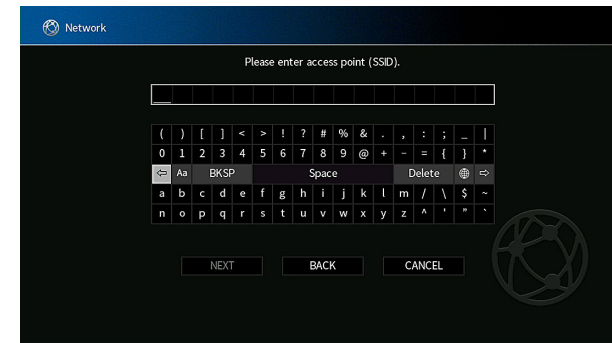 Network
Please enter access point (SSID).
( ) [ ] < > ! ? # % & . , : ; _ |
0 1 2 3 4 5 6 7 8 9 @ + - = { } *
⇦ Aa BKSP Space Delete ⇨
a b c d e f g h i j k l m / \ $ ~
n o p q r s t u v w x y z ^ ' " `
NEXT BACK CANCEL